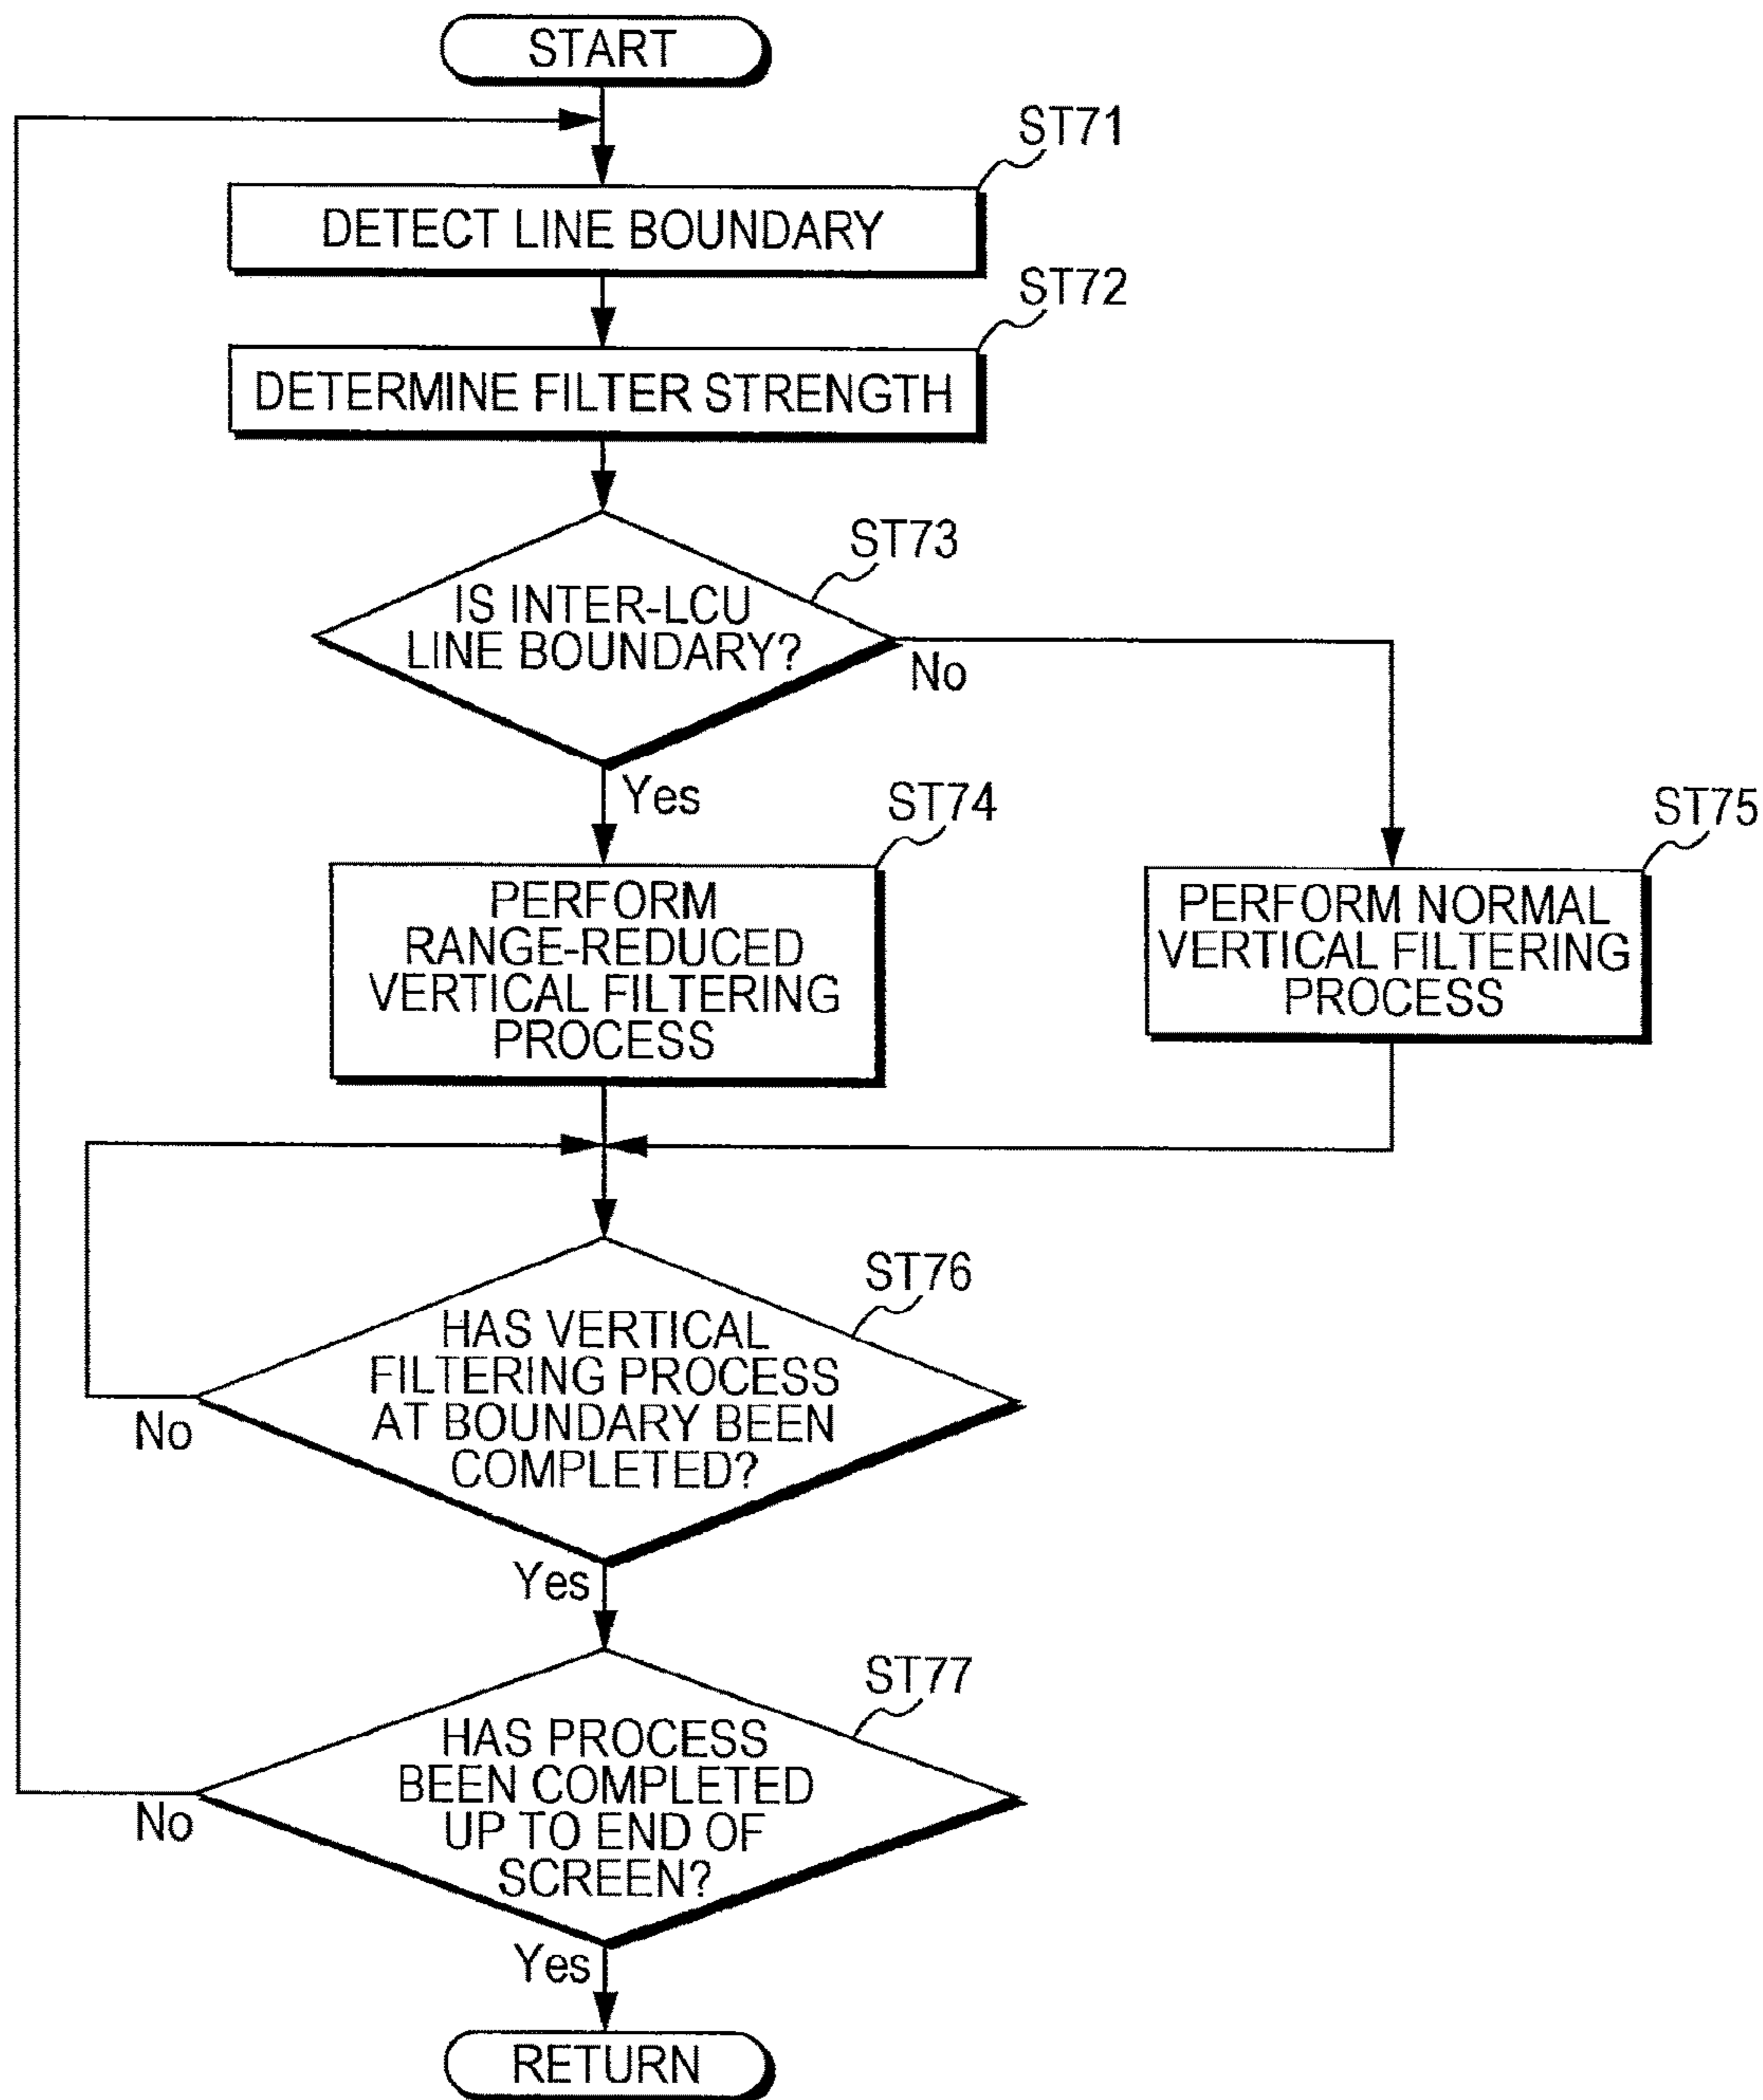 START
ST71
DETECT LINE BOUNDARY
ST72
DETERMINE FILTER STRENGTH
ST73
IS INTER-LCU
LINE BOUNDARY?
No
Yes
ST74
PERFORM
RANGE-REDUCED
VERTICAL FILTERING
PROCESS
ST75
PERFORM NORMAL
VERTICAL FILTERING
PROCESS
ST76
HAS VERTICAL
FILTERING PROCESS
AT BOUNDARY BEEN
COMPLETED?
No
Yes
ST77
HAS PROCESS
BEEN COMPLETED
UP TO END OF
SCREEN?
No
Yes
RETURN